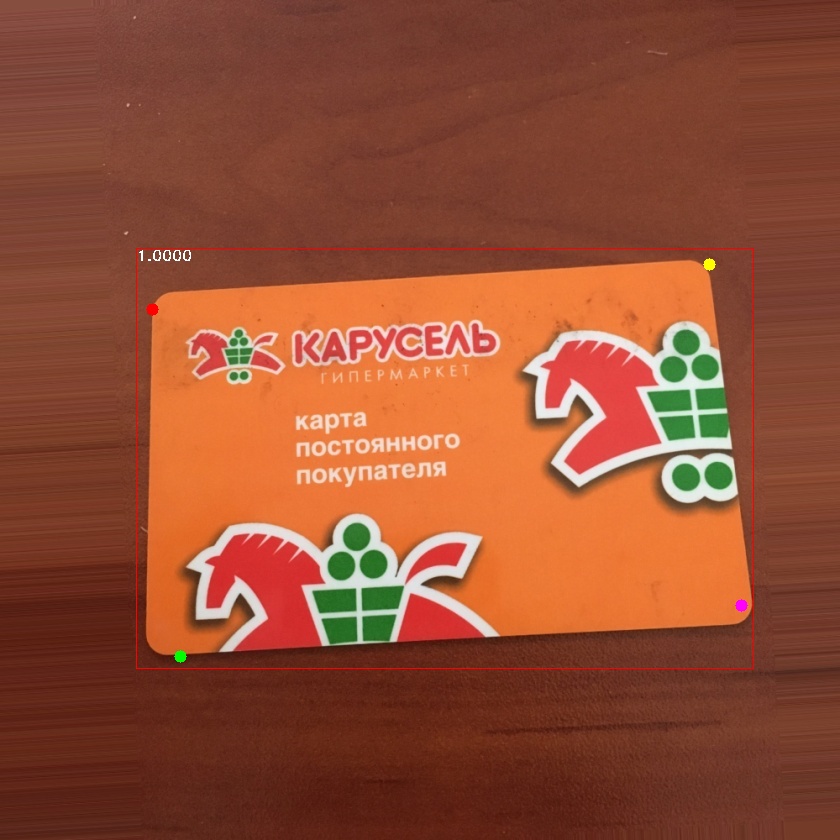 1.0000
КАРУСЕЛЬ
ГИПЕРМАРКЕТ
карта
постоянного
покупателя